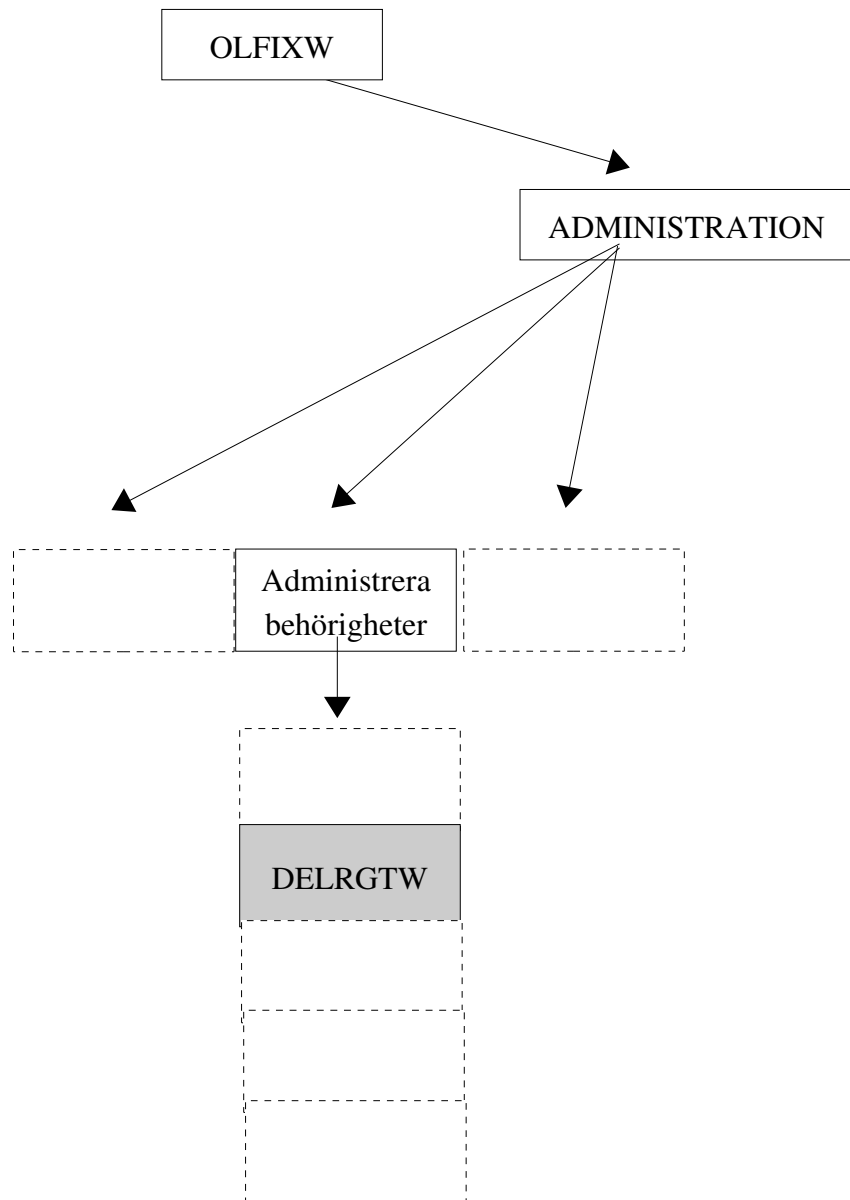 OLFIXW
ADMINISTRATION
Administrera
behörigheter
DELRGTW